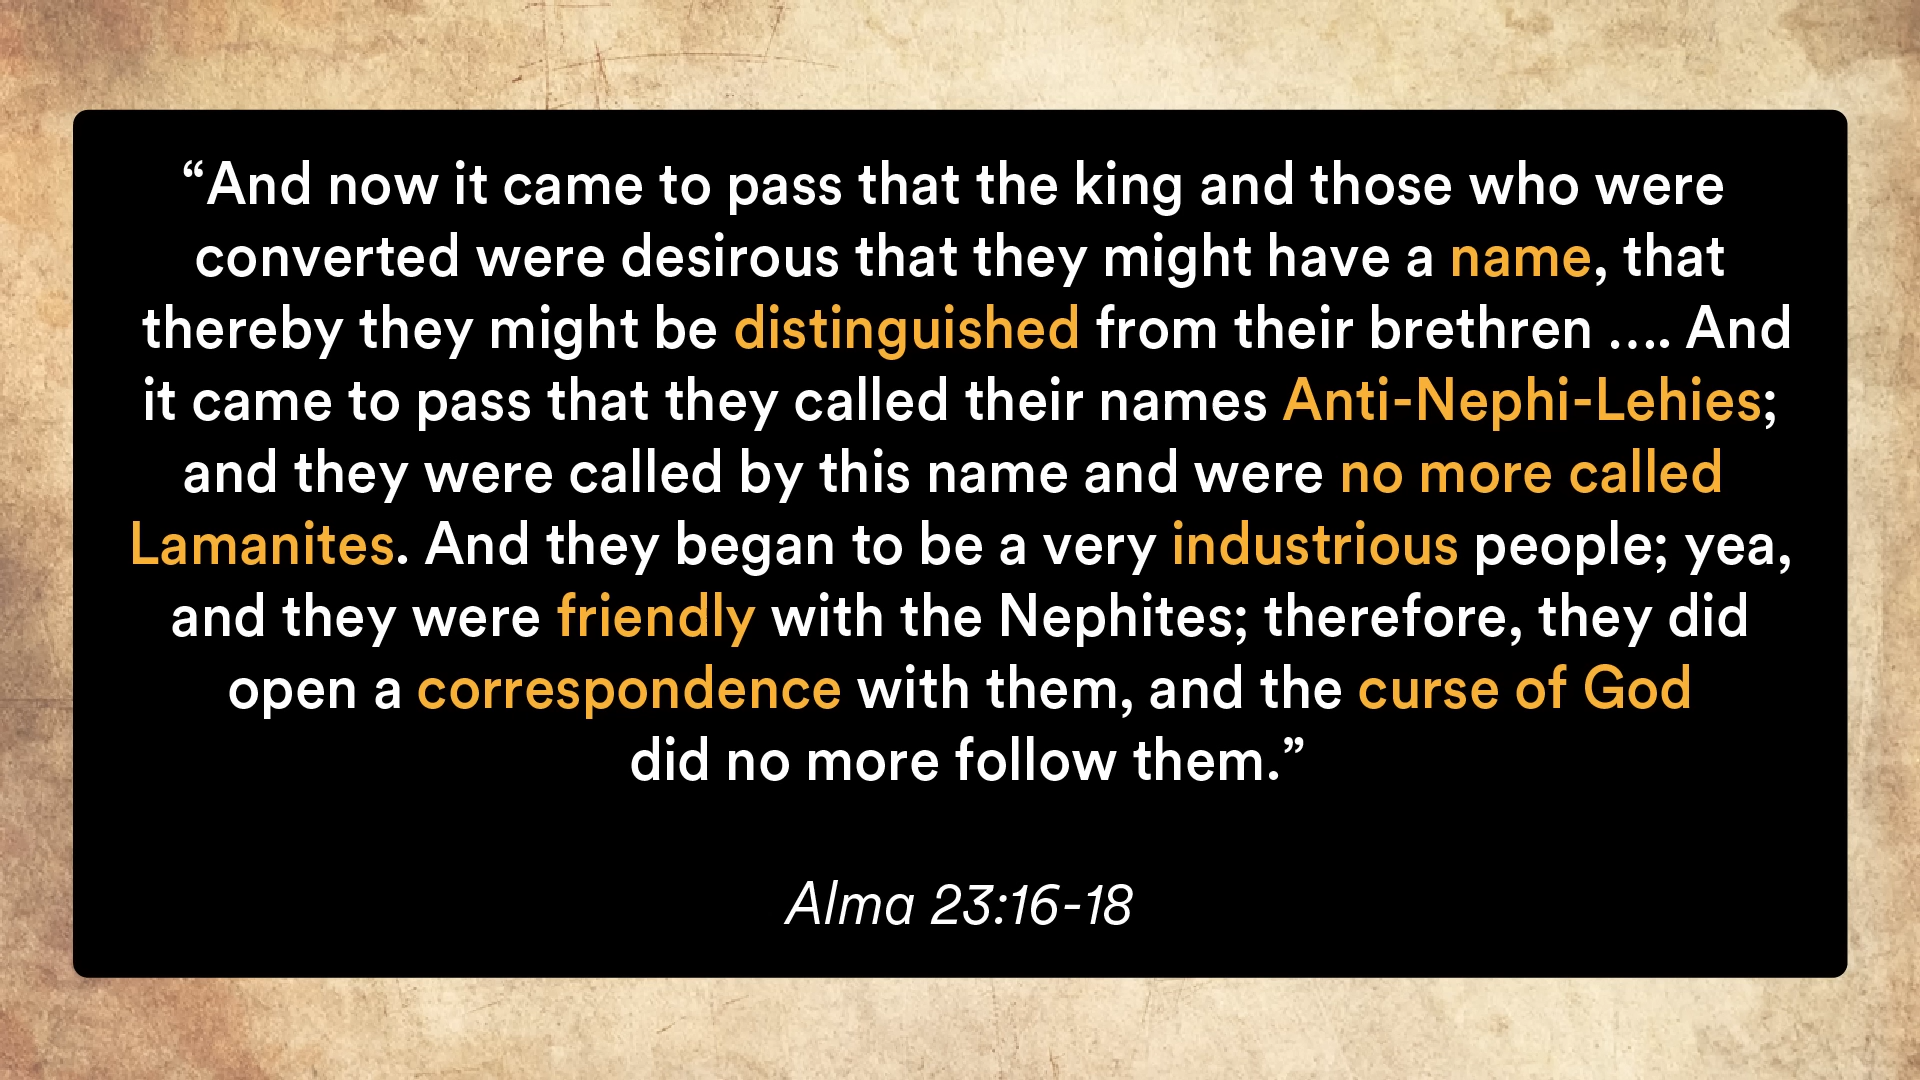 “And now it came to pass that the king and those who were
converted were desirous that they might have a name, that
thereby they might be distinguished from their brethren …. And
it came to pass that they called their names Anti-Nephi-Lehies;
and they were called by this name and were no more called
Lamanites. And they began to be a very industrious people; yea,
and they were friendly with the Nephites; therefore, they did
open a correspondence with them, and the curse of God
did no more follow them.”
Alma 23:16-18